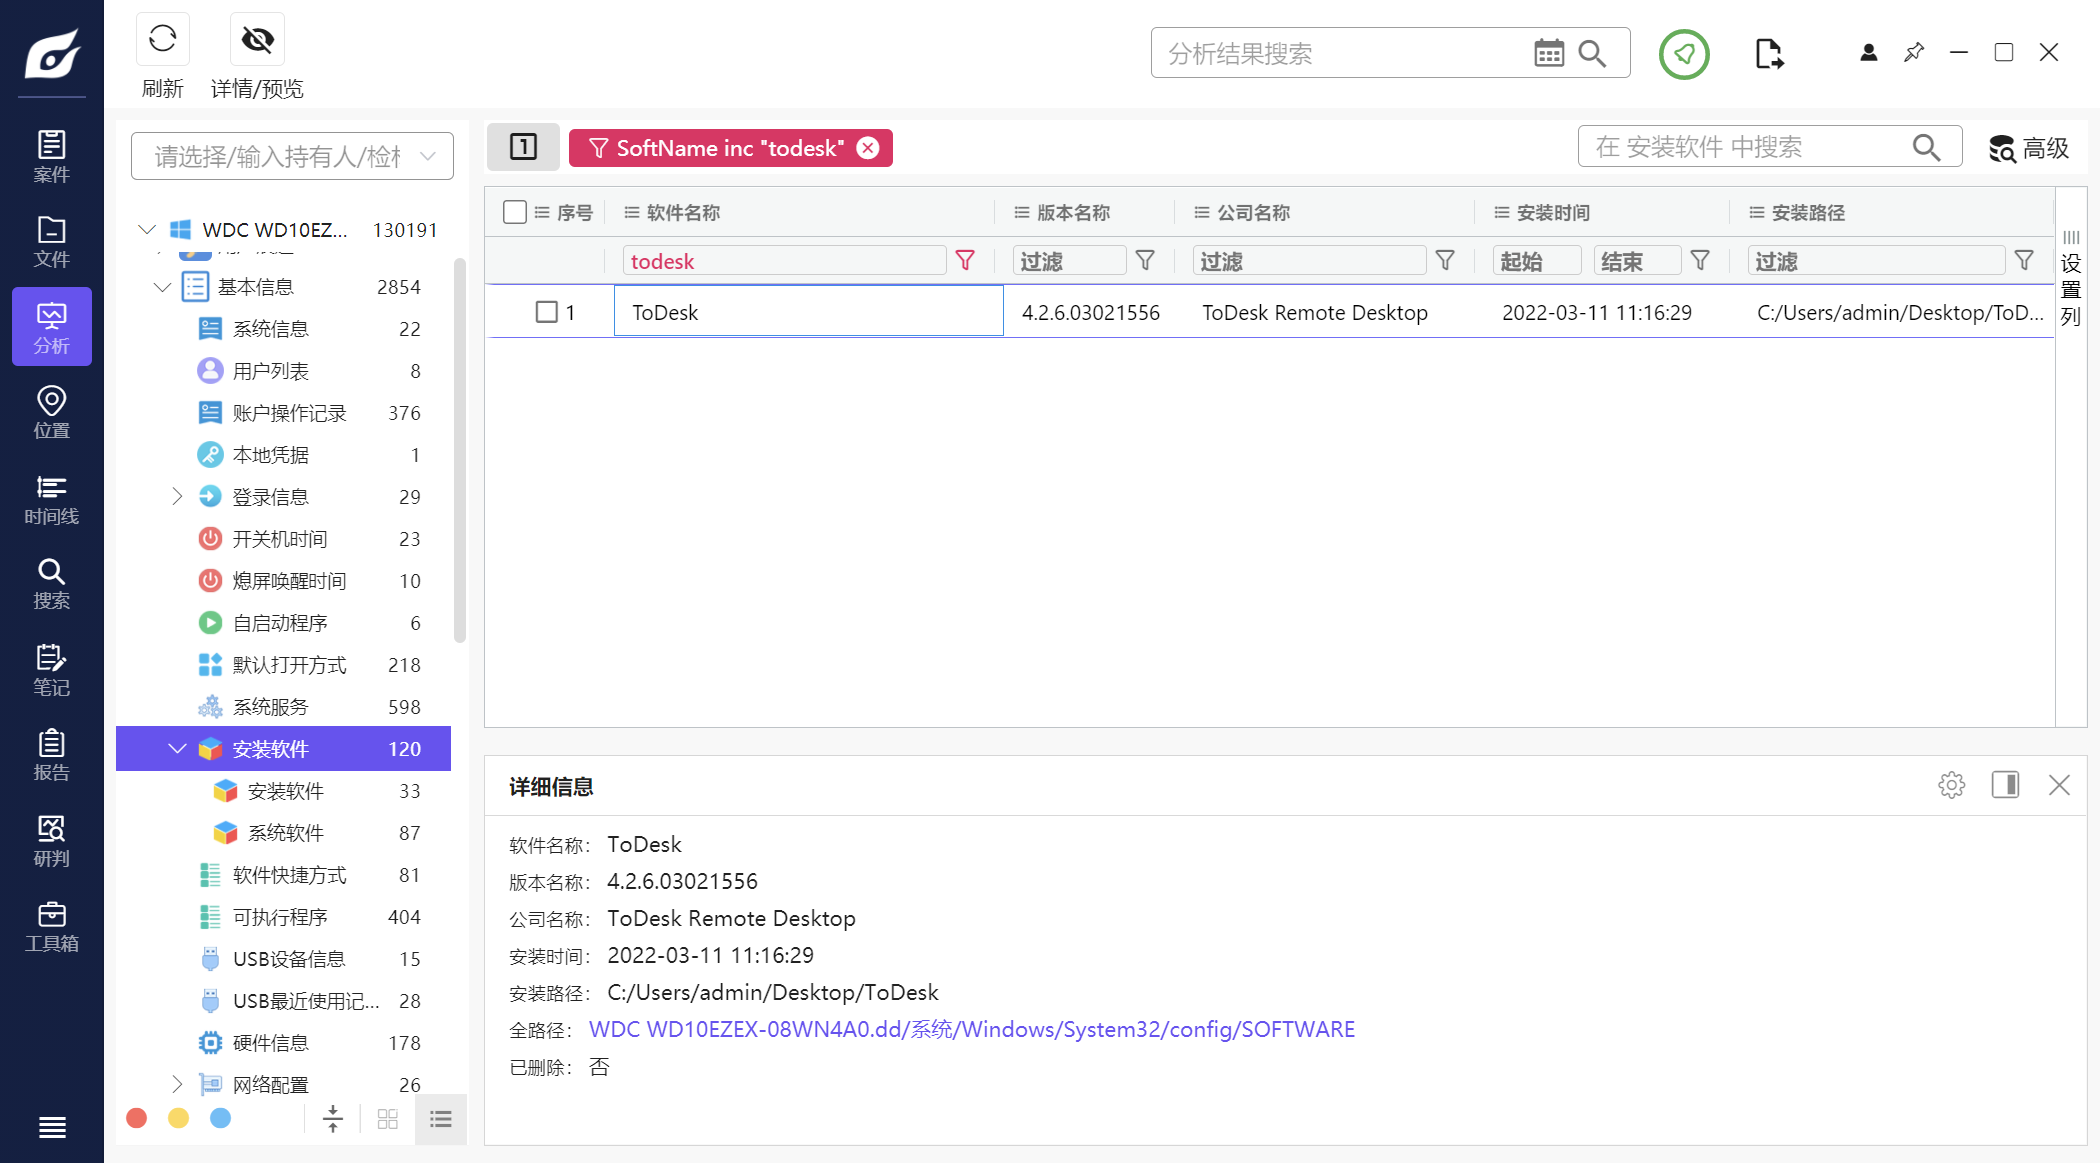 刷新
详情/预览
分析结果搜索
案件
文件
分析
位置
时间线
搜索
笔记
报告
研判
工具箱
请选择/输入持有人/检材
WDC WD10EZ... 130191
基本信息 2854
系统信息 22
用户列表 8
账户操作记录 376
本地凭据 1
登录信息 29
开关机时间 23
熄屏唤醒时间 10
自启动程序 6
默认打开方式 218
系统服务 598
安装软件 120
安装软件 33
系统软件 87
软件快捷方式 81
可执行程序 404
USB设备信息 15
USB最近使用记... 28
硬件信息 178
网络配置 26
1 SoftName inc "todesk"
在 安装软件 中搜索
高级
序号 软件名称 版本名称 公司名称 安装时间 安装路径
todesk 过滤 过滤 起始 结束 过滤
1 ToDesk 4.2.6.03021556 ToDesk Remote Desktop 2022-03-11 11:16:29 C:/Users/admin/Desktop/ToD...
设置列
详细信息
软件名称: ToDesk
版本名称: 4.2.6.03021556
公司名称: ToDesk Remote Desktop
安装时间: 2022-03-11 11:16:29
安装路径: C:/Users/admin/Desktop/ToDesk
全路径: WDC WD10EZEX-08WN4A0.dd/系统/Windows/System32/config/SOFTWARE
已删除: 否